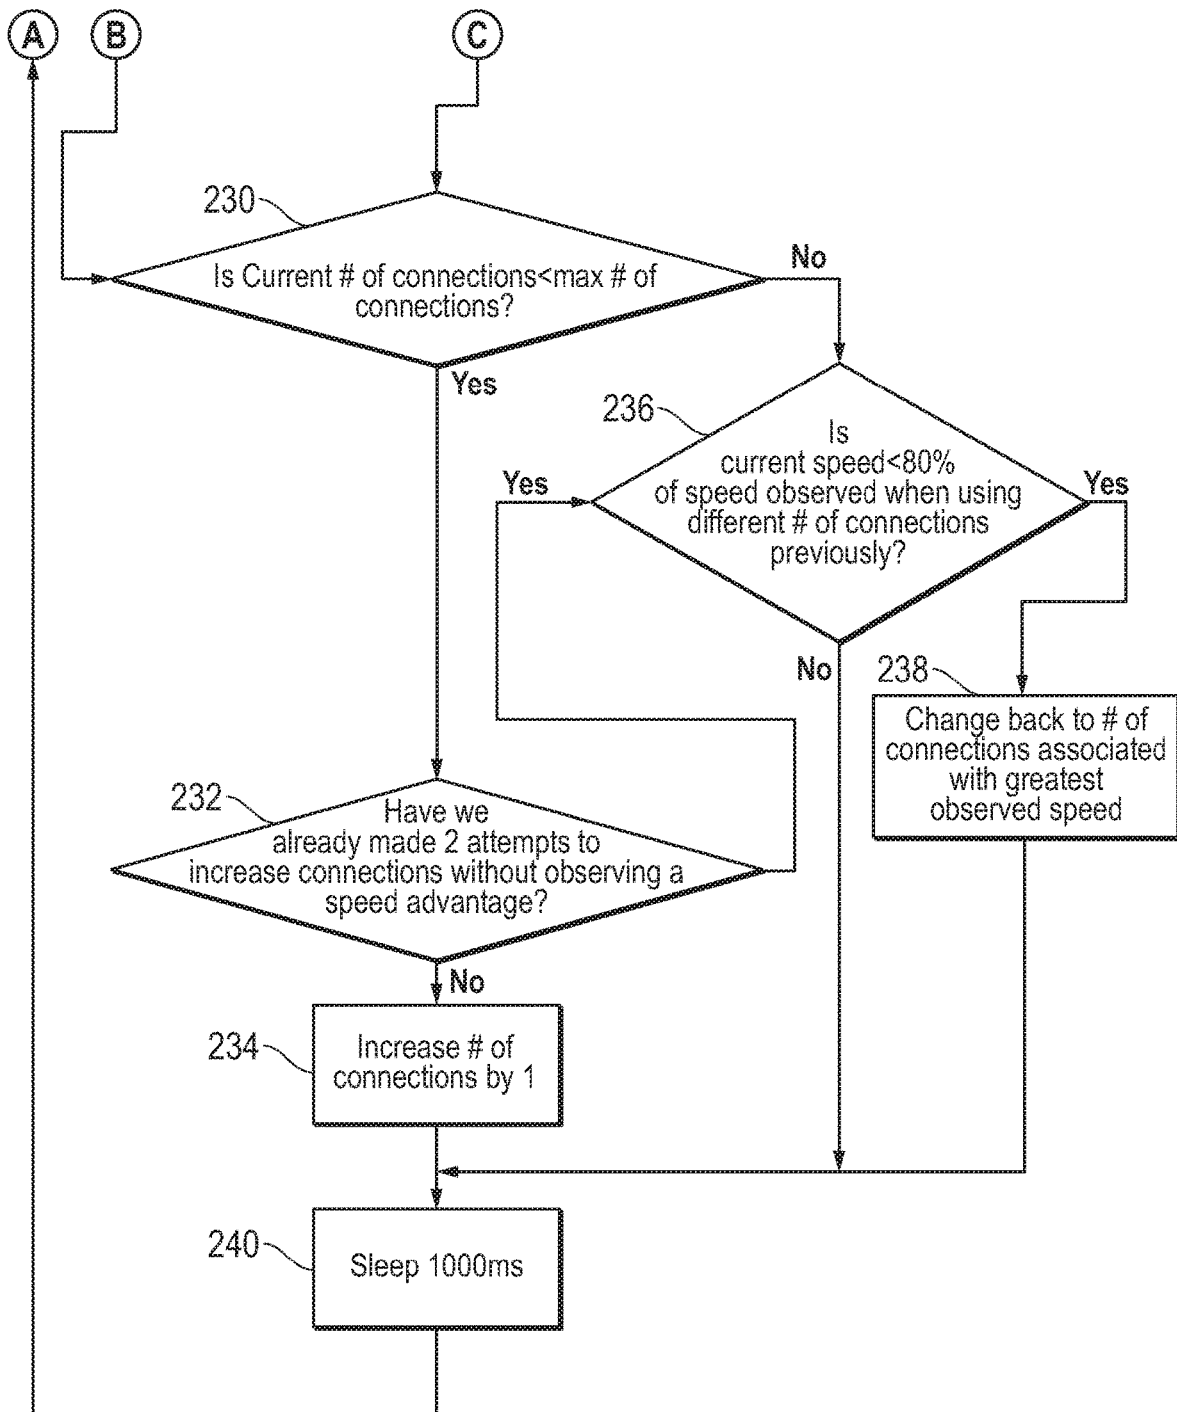 A
B
C
230
Is Current # of connections<max # of
connections?
No
Yes
236
Is
current speed<80%
of speed observed when using
different # of connections
previously?
Yes
Yes
No
238
Change back to # of
connections associated
with greatest
observed speed
232
Have we
already made 2 attempts to
increase connections without observing a
speed advantage?
No
234
Increase # of
connections by 1
240
Sleep 1000ms